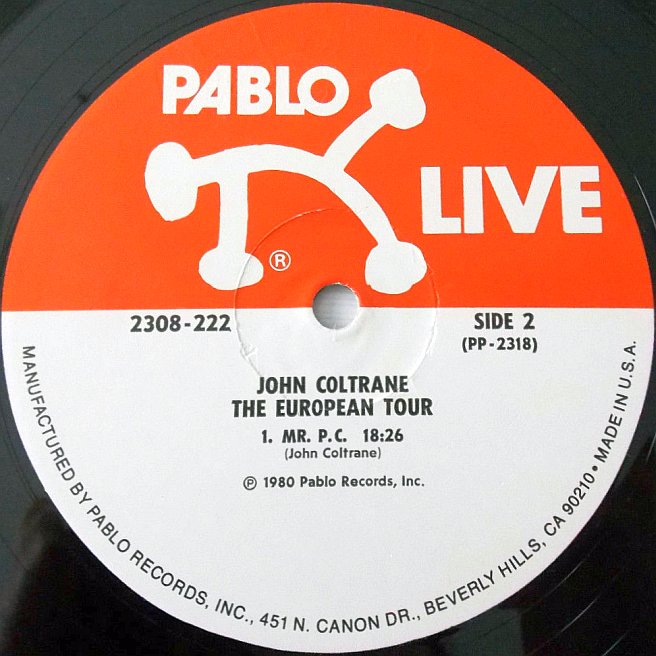 PABLO
LIVE
®
2308-222
SIDE 2
(PP-2318)
JOHN COLTRANE
THE EUROPEAN TOUR
1. MR. P.C. 18:26
(John Coltrane)
℗ 1980 Pablo Records, Inc.
MANUFACTURED BY PABLO RECORDS, INC., 451 N. CANON DR., BEVERLY HILLS, CA 90210 • MADE IN U.S.A.